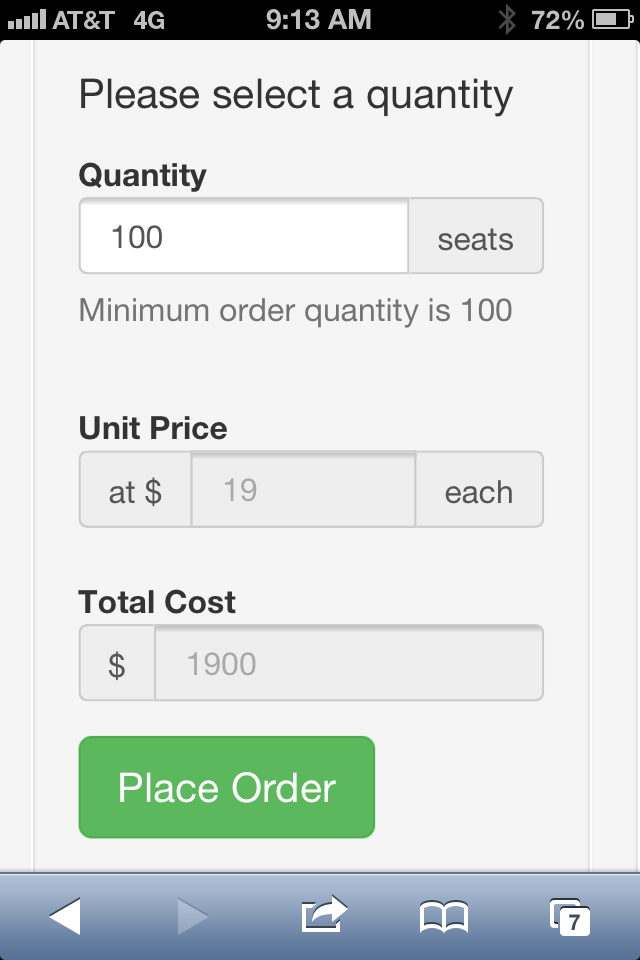 AT&T 4G 9:13 AM 72%
Please select a quantity
Quantity
100 seats
Minimum order quantity is 100
Unit Price
at $ 19 each
Total Cost
$ 1900
Place Order
7